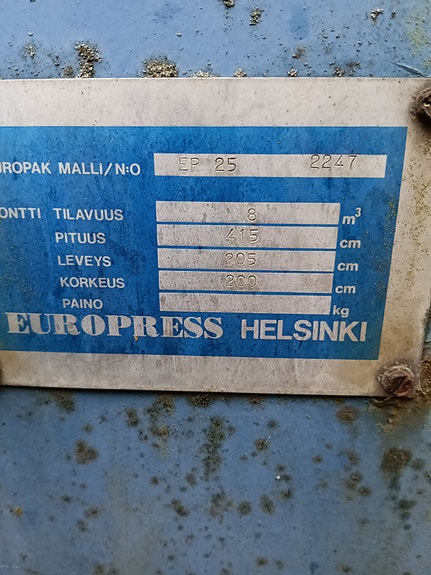 UROPAK MALLI/N:O EP 25 2247
ONTTI TILAVUUS 8 m³
PITUUS 415 cm
LEVEYS 205 cm
KORKEUS 200 cm
PAINO kg
EUROPRESS HELSINKI